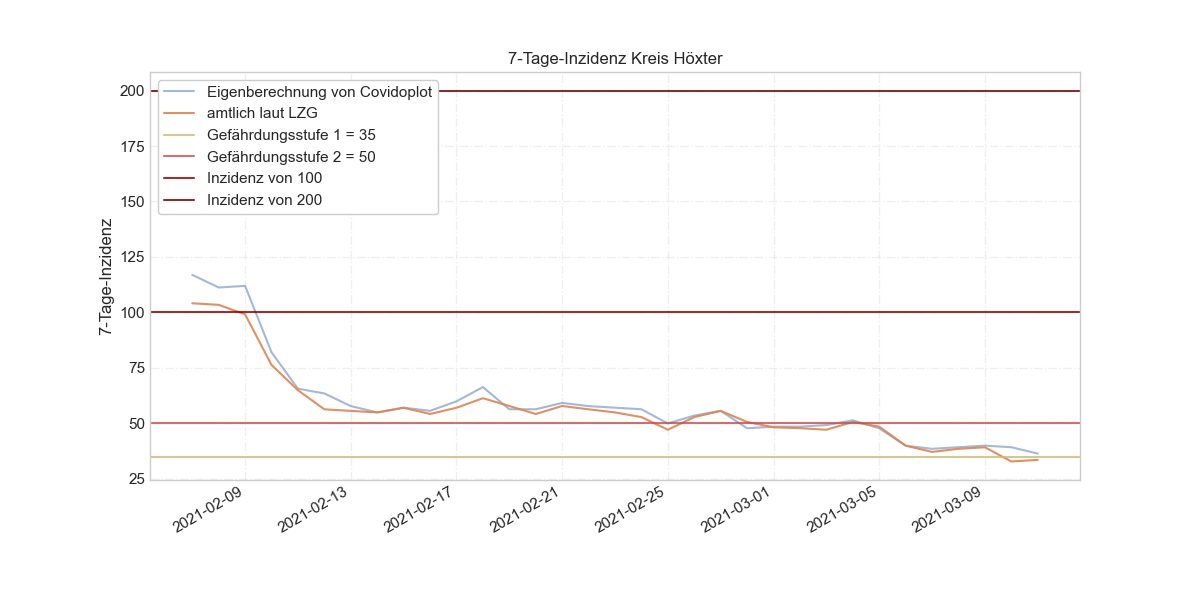 7-Tage-Inzidenz Kreis Höxter
Eigenberechnung von Covidoplot
amtlich laut LZG
Gefährdungsstufe 1 = 35
Gefährdungsstufe 2 = 50
Inzidenz von 100
Inzidenz von 200
7-Tage-Inzidenz
200
175
150
125
100
75
50
25
2021-02-09
2021-02-13
2021-02-17
2021-02-21
2021-02-25
2021-03-01
2021-03-05
2021-03-09